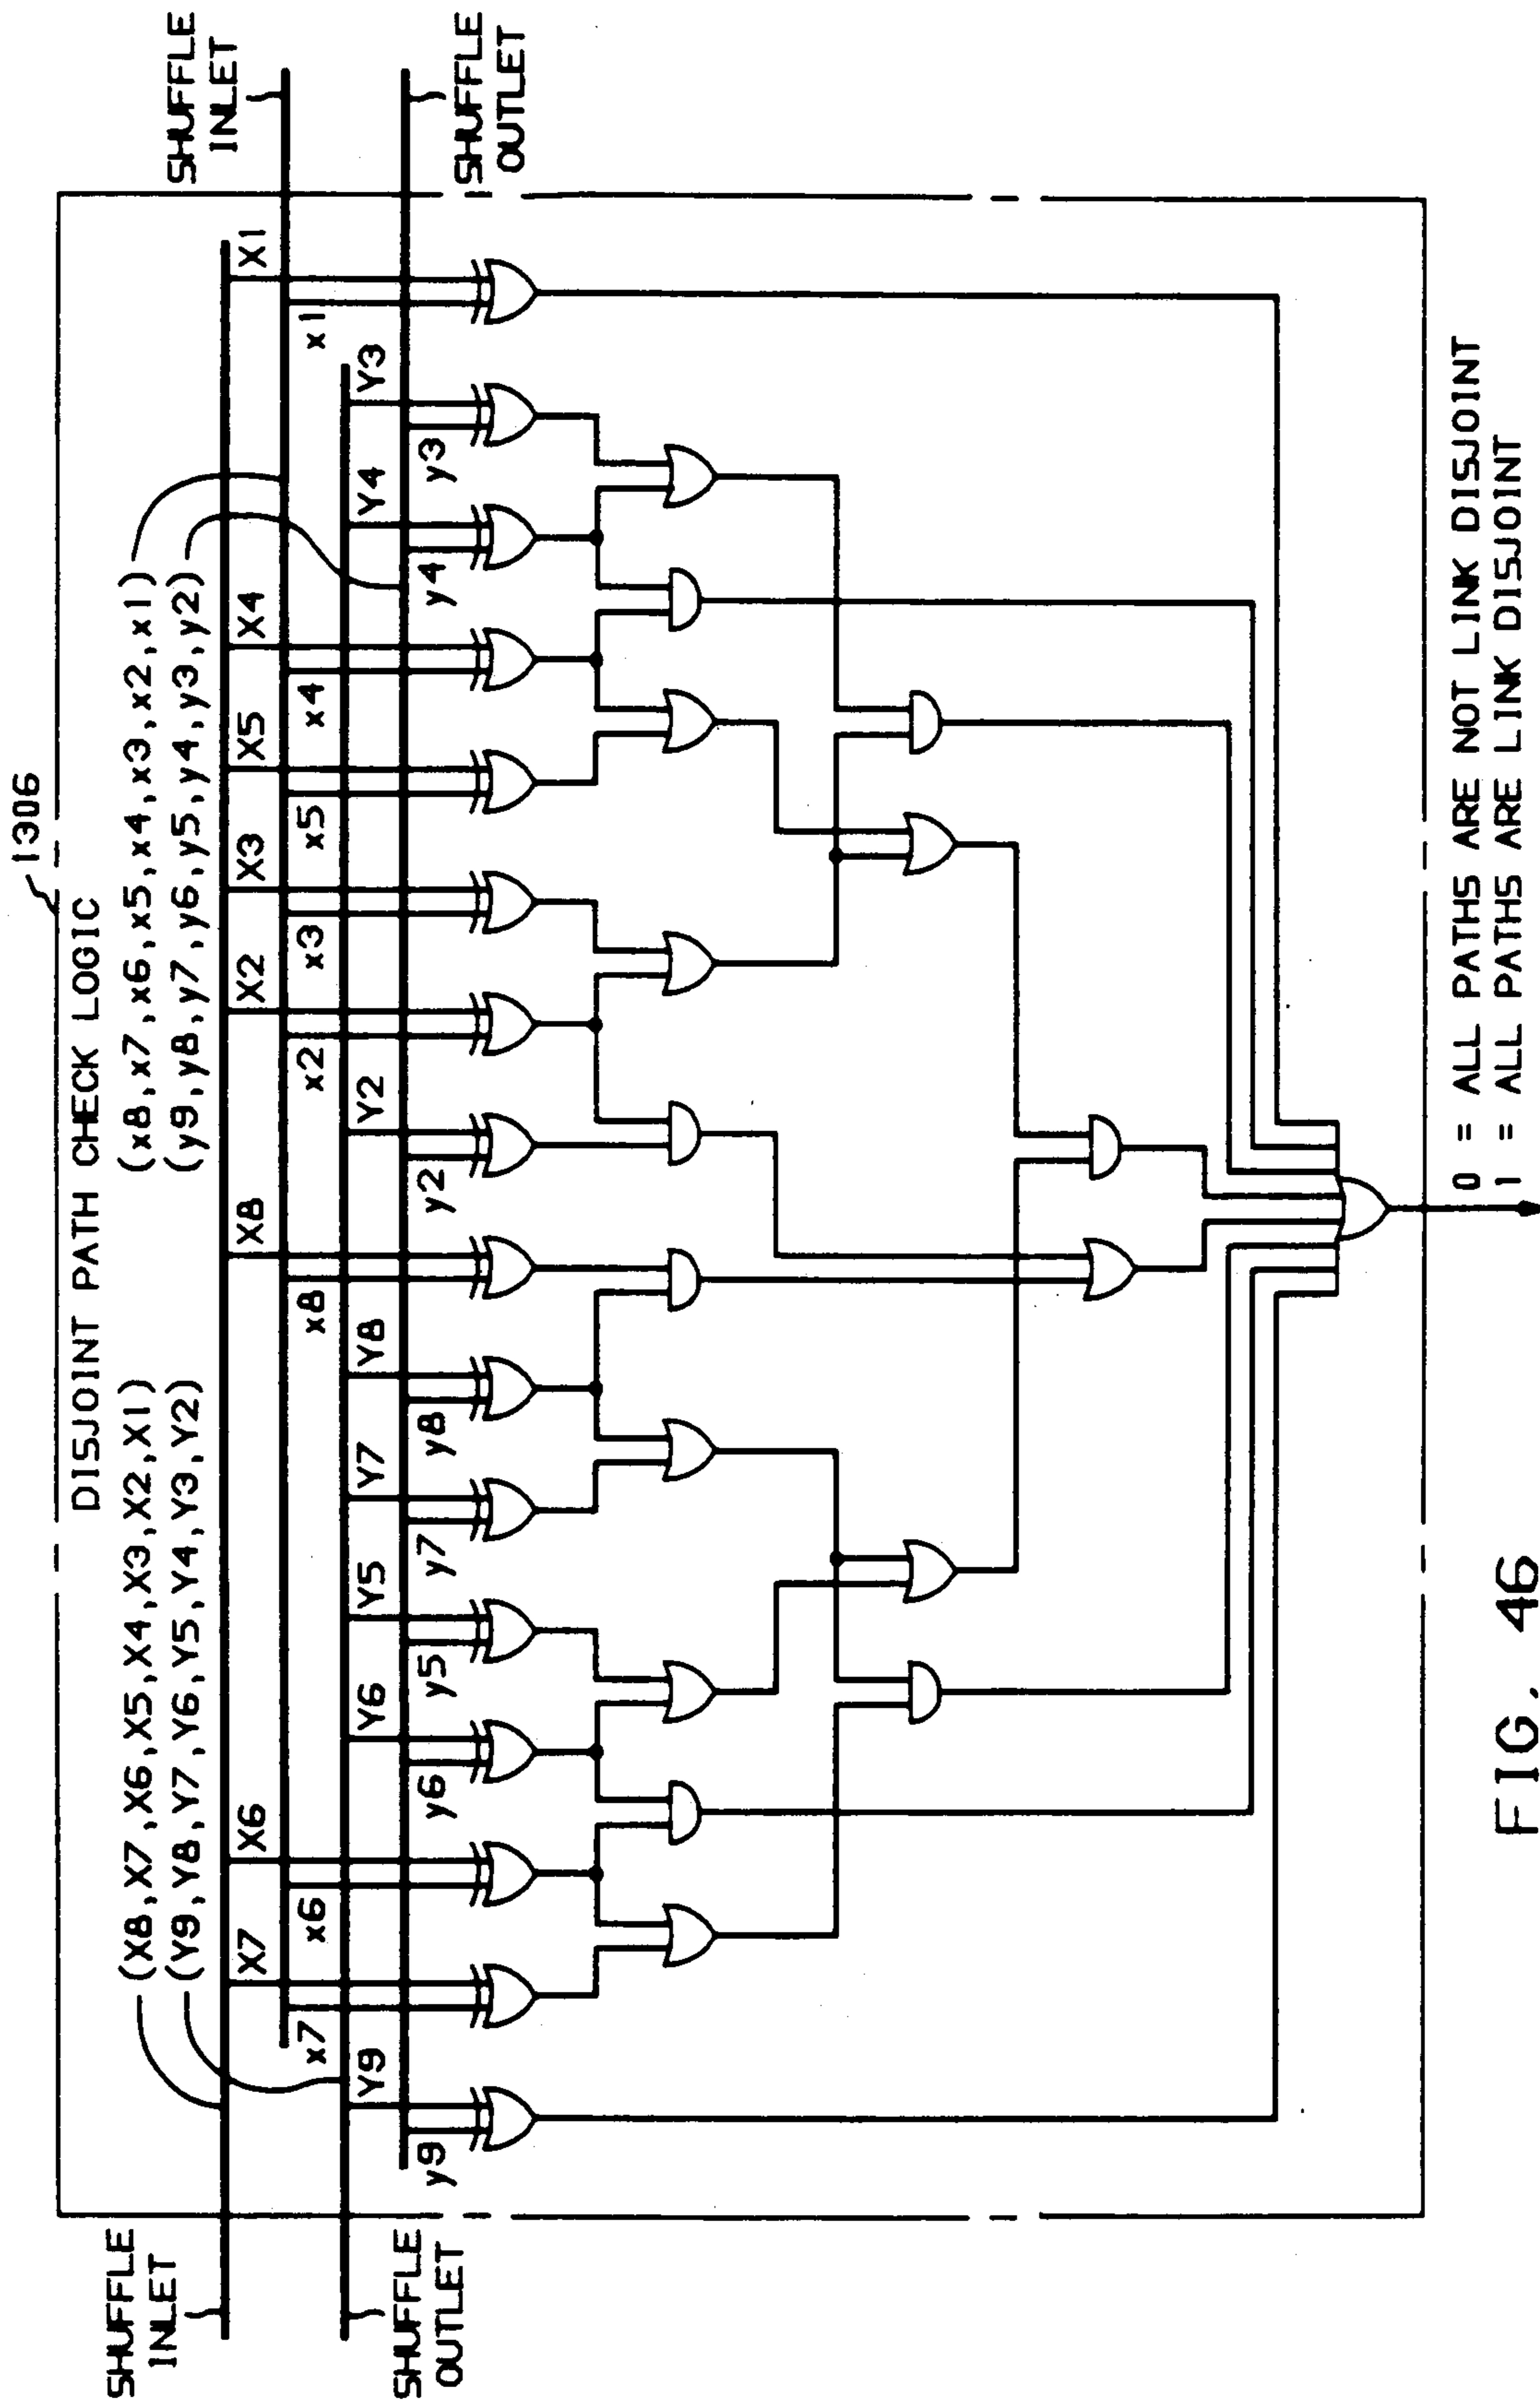 1306
DISJOINT PATH CHECK LOGIC
SHUFFLE INLET
(X8,X7,X6,X5,X4,X3,X2,X1)
(Y9,Y8,Y7,Y6,Y5,Y4,Y3,Y2)
(x8,x7,x6,x5,x4,x3,x2,x1)
(y9,y8,y7,y6,y5,y4,y3,y2)
SHUFFLE INLET
X7 X6 X8 X2 X3 X5 X4 X1
x7 x6 x8 x2 x3 x5 x4 x1
SHUFFLE OUTLET
Y9 Y6 Y5 Y7 Y8 Y2 Y4 Y3
y9 y6 y5 y7 y8 y2 y4 y3
SHUFFLE OUTLET
0 = ALL PATHS ARE NOT LINK DISJOINT
1 = ALL PATHS ARE LINK DISJOINT
FIG. 46